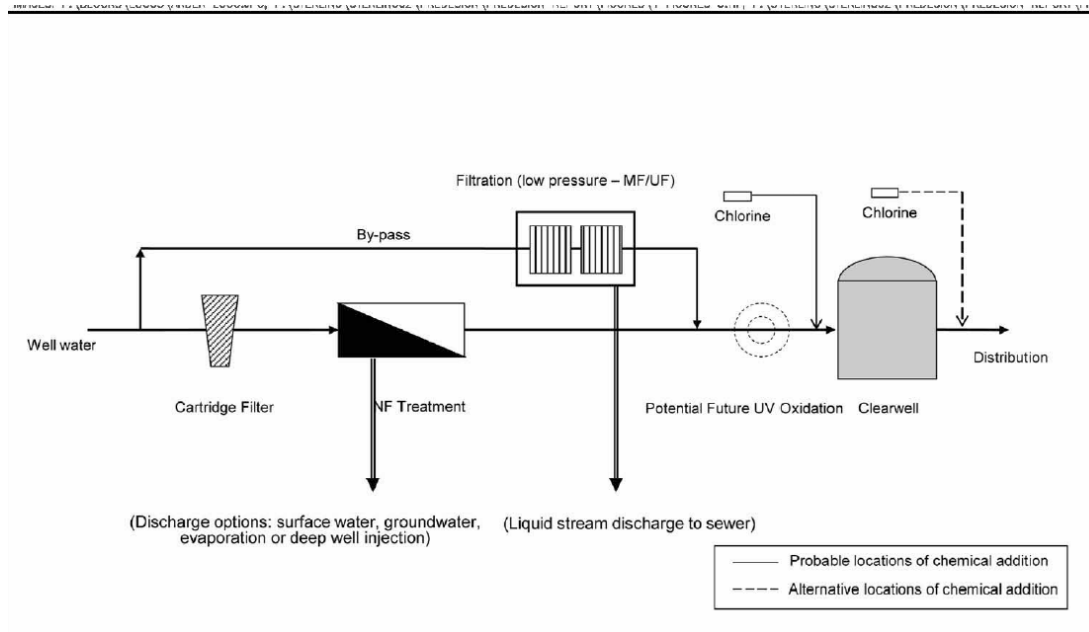 Filtration (low pressure – MF/UF)
Chlorine
Chlorine
By-pass
Well water
Distribution
Cartridge Filter
NF Treatment
Potential Future UV Oxidation
Clearwell
(Discharge options: surface water, groundwater,
evaporation or deep well injection)
(Liquid stream discharge to sewer)
Probable locations of chemical addition
Alternative locations of chemical addition